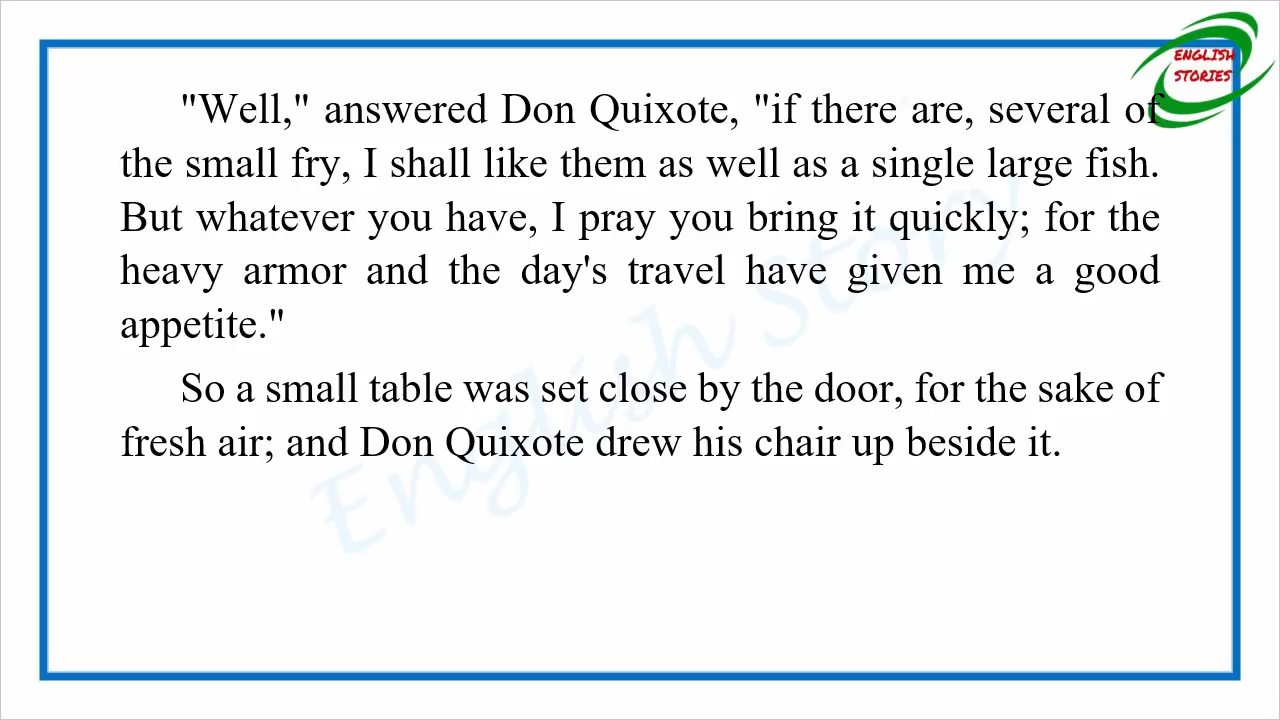 ENGLISH
STORIES
"Well," answered Don Quixote, "if there are, several of
the small fry, I shall like them as well as a single large fish.
But whatever you have, I pray you bring it quickly; for the
heavy armor and the day's travel have given me a good
appetite."
So a small table was set close by the door, for the sake of
fresh air; and Don Quixote drew his chair up beside it.
English Story